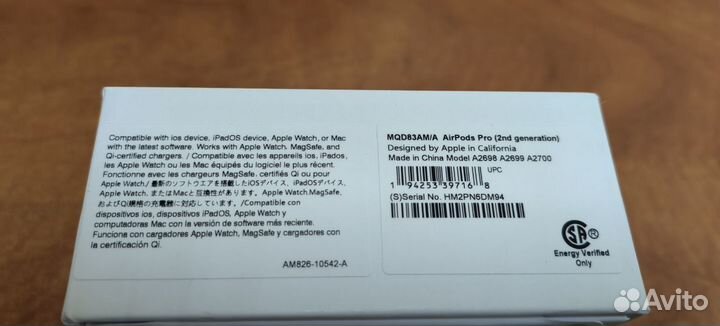 Compatible with ios device, iPadOS device, Apple Watch, or Mac
with the latest software. Works with Apple Watch, MagSafe, and
Qi-certified chargers. / Compatible avec les appareils ios, iPados,
les Apple Watch ou les Mac équipés du logiciel le plus récent.
Fonctionne avec les chargeurs MagSafe. certifiés Qi ou pour
Apple Watch./ 最新のソフトウエアを搭載したiOSデバイス、iPadOSデバイス、
Apple Watch.またはMacと互換性があります。Apple Watch,MagSafe,
およびQi規格の充電器に対応しています。/Compatible con
dispositivos ios, dispositivos iPadOS, Apple Watch y
computadoras Mac com la versión de software más reciente.
Funciona con cargadores Apple Watch, MagSafe y cargadores con
la certificación Qi.
AM826-10542-A
MQD83AM/A AirPods Pro (2nd generation)
Designed by Apple in California
Made in China Model A2698 A2699 A2700
UPC
1 94253 39716 8
(S)Serial No. HM2PN6DM94
SA
Energy Verified
Only
Avito